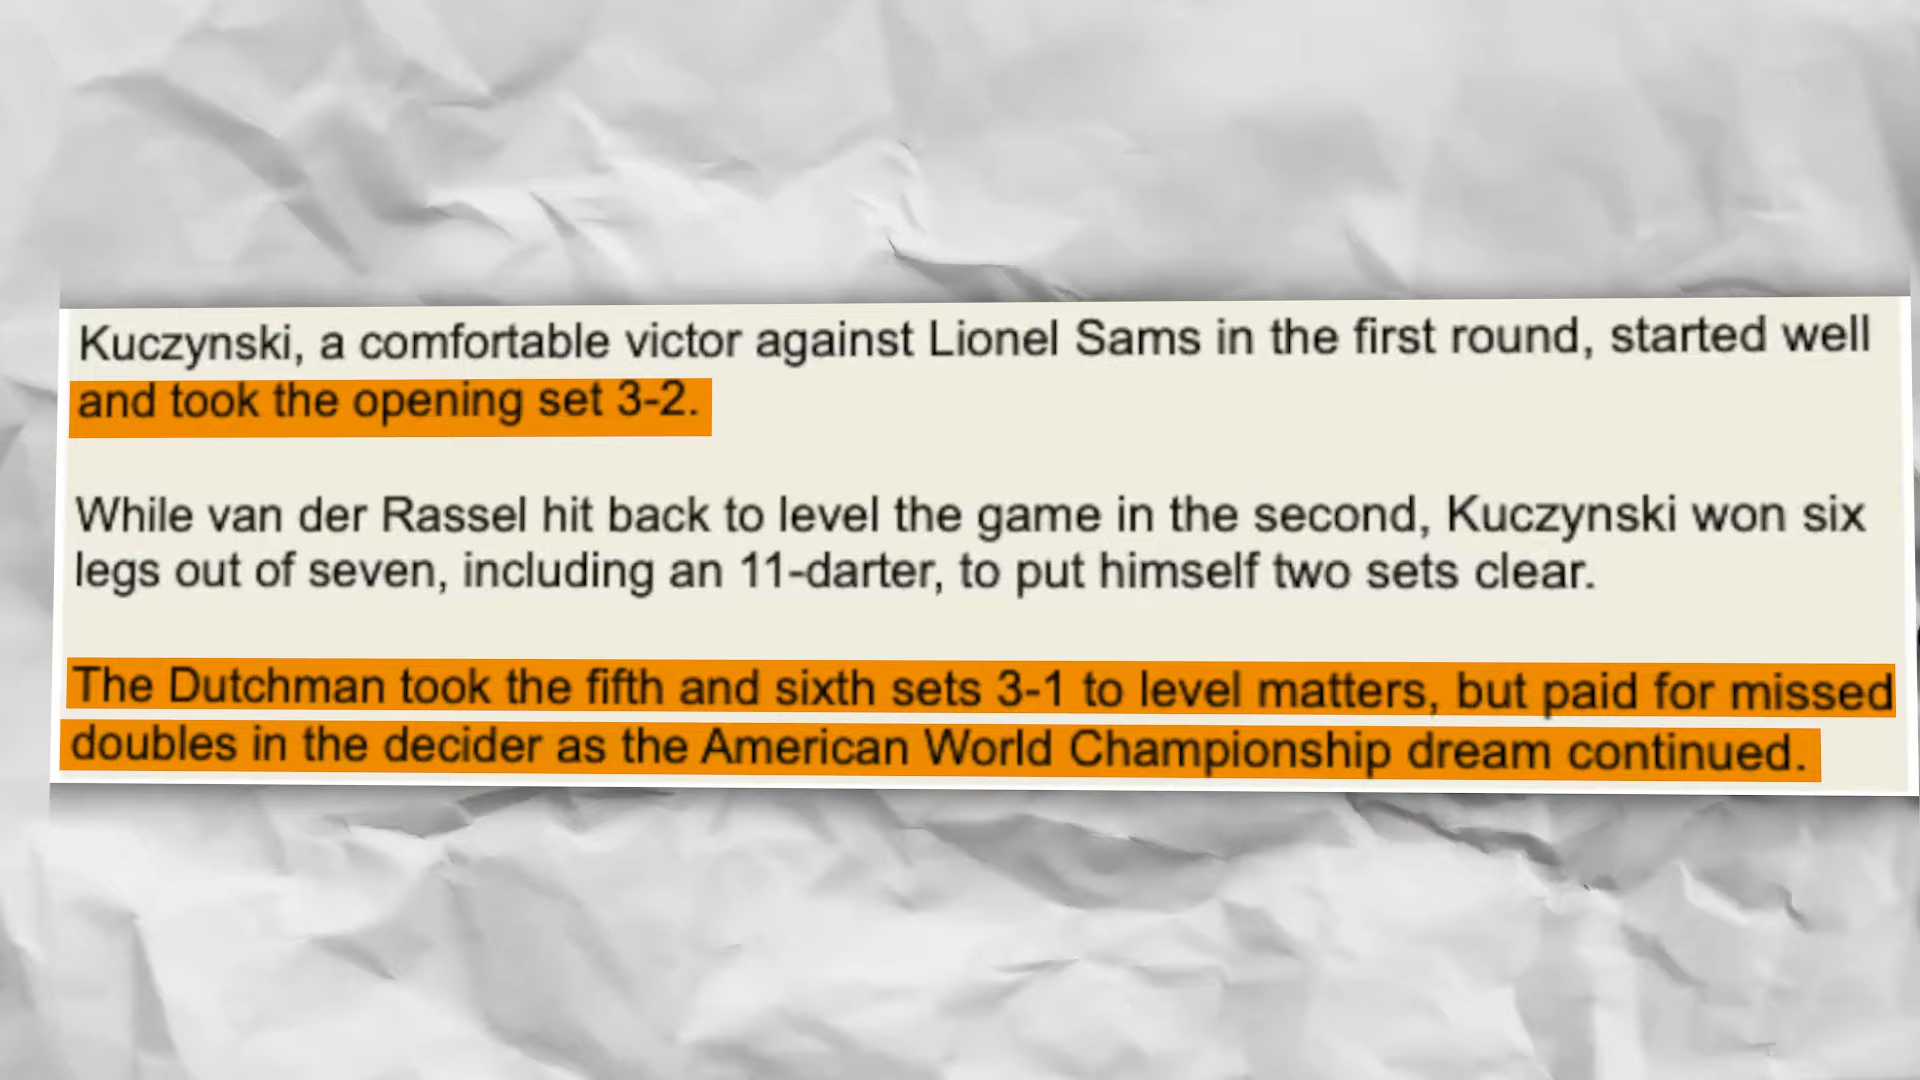 Kuczynski, a comfortable victor against Lionel Sams in the first round, started well
and took the opening set 3-2.
While van der Rassel hit back to level the game in the second, Kuczynski won six
legs out of seven, including an 11-darter, to put himself two sets clear.
The Dutchman took the fifth and sixth sets 3-1 to level matters, but paid for missed
doubles in the decider as the American World Championship dream continued.